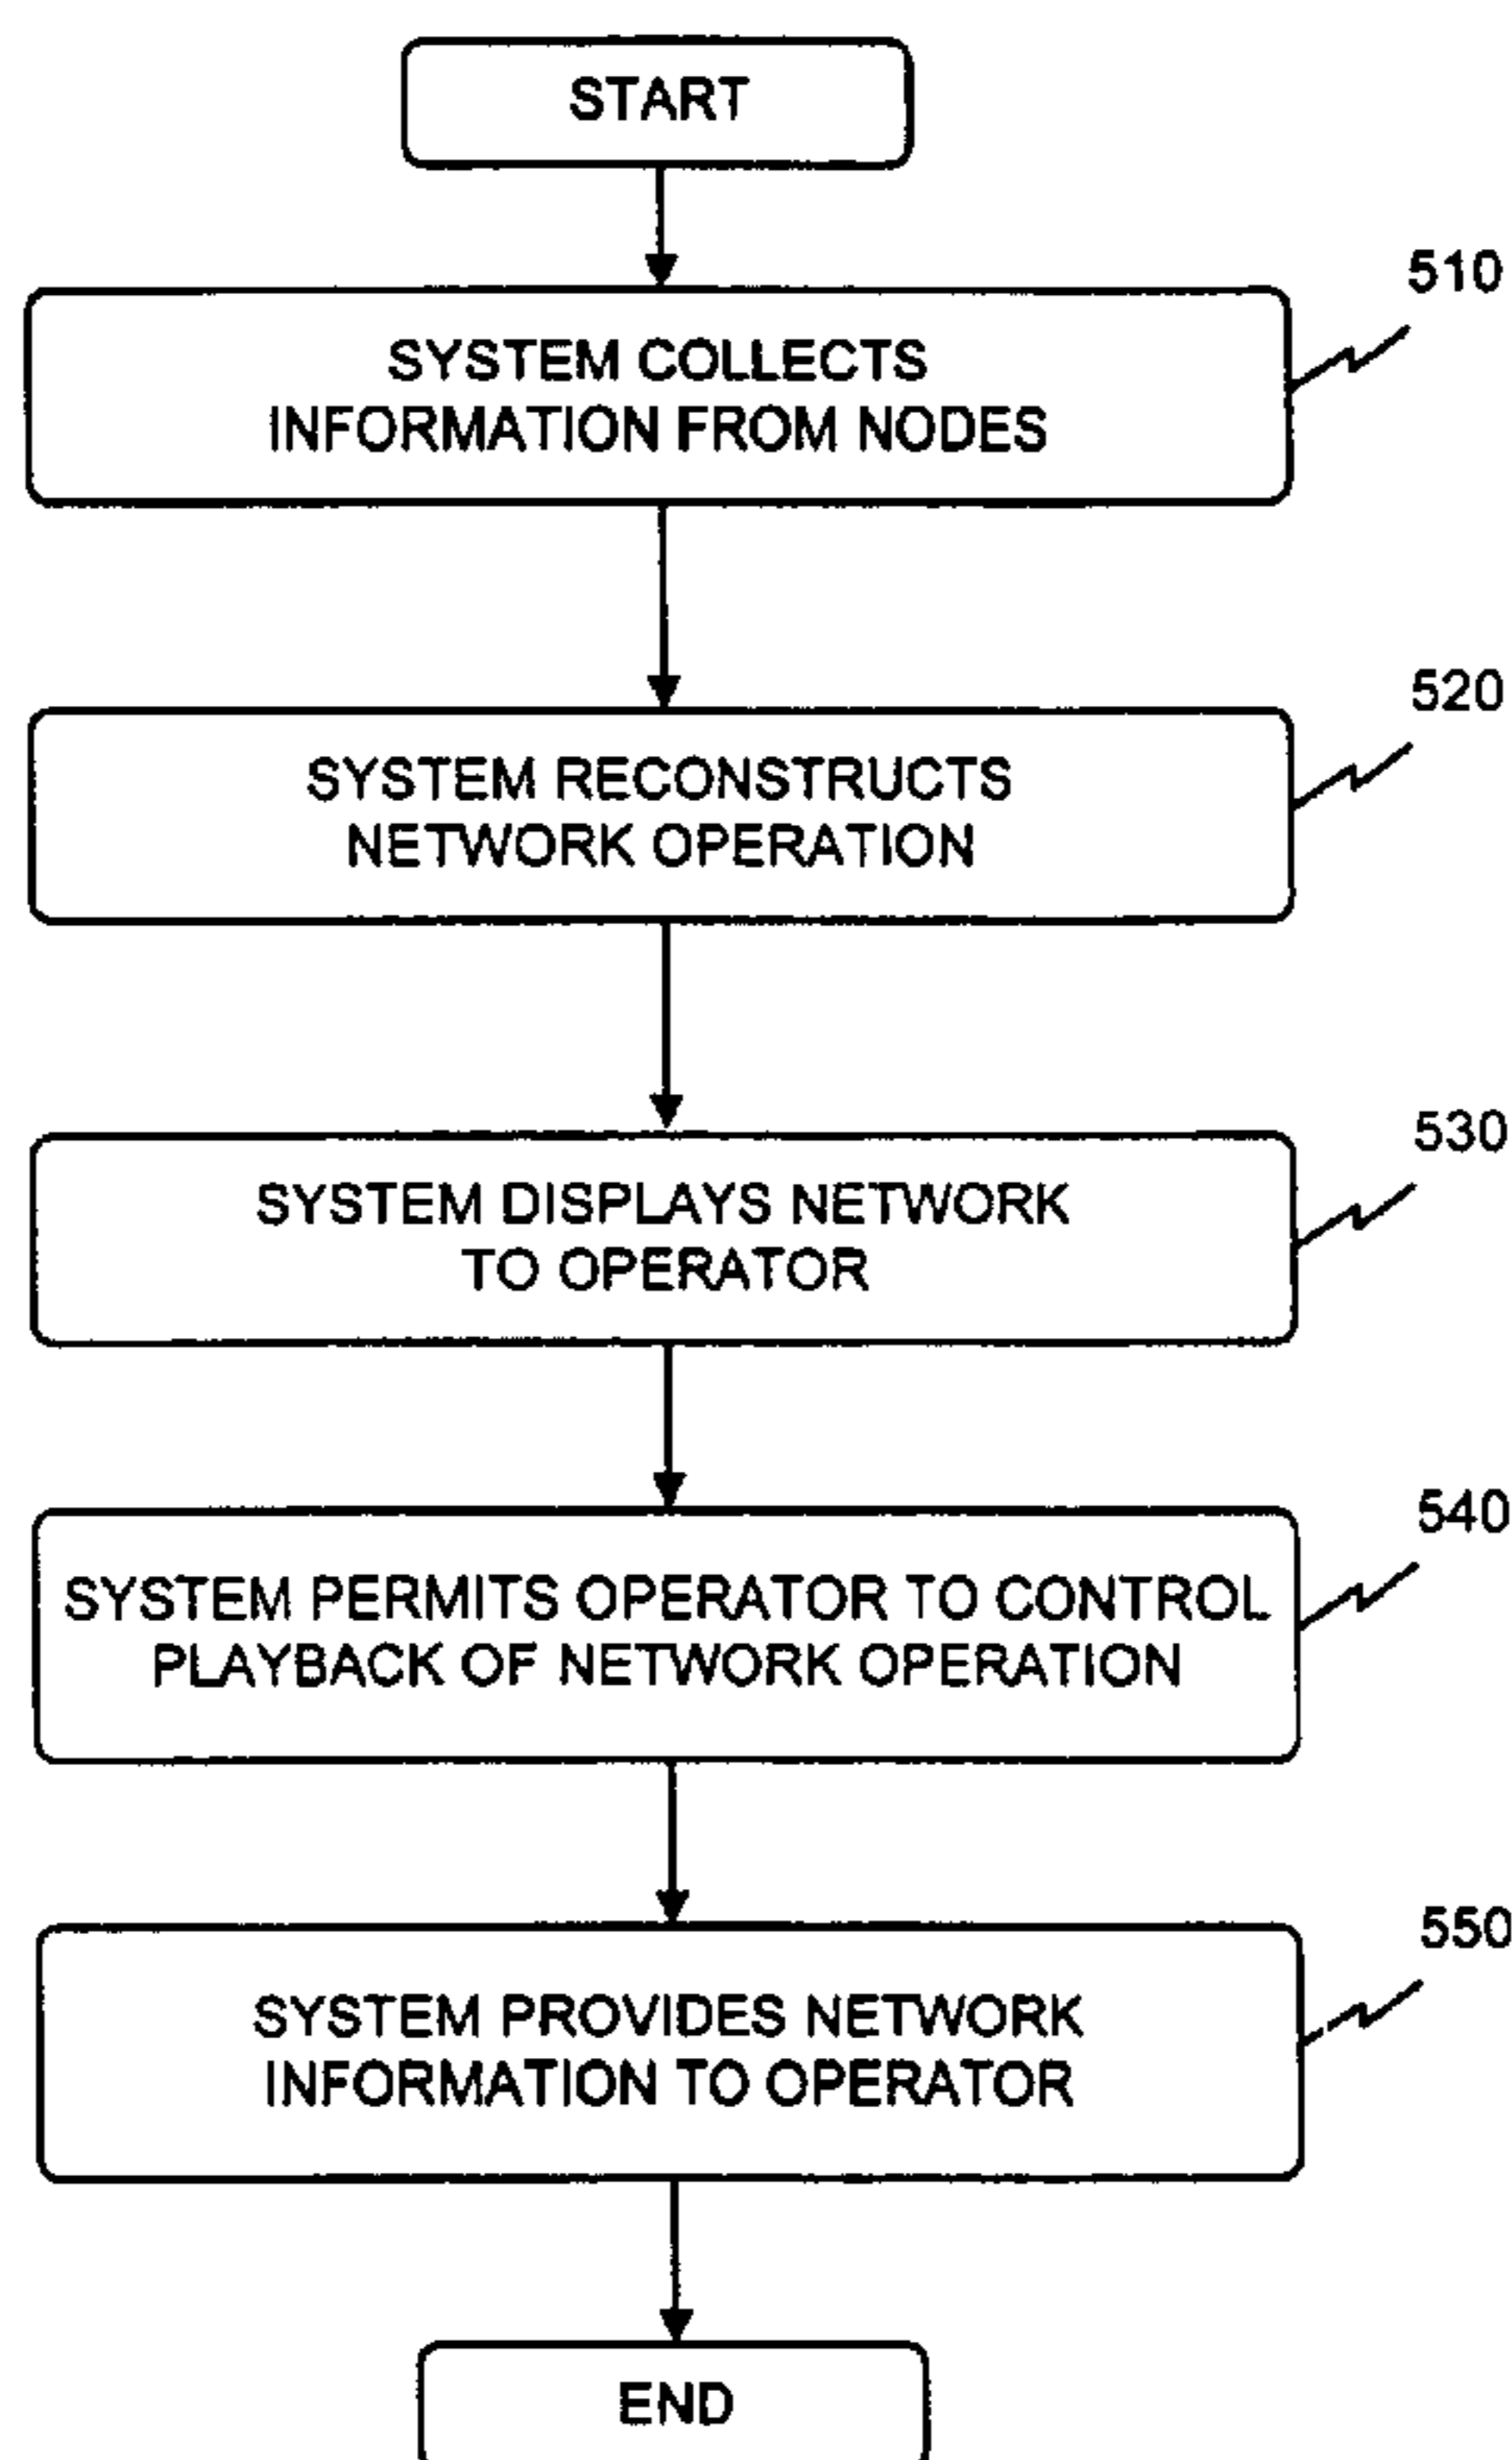 START
510
SYSTEM COLLECTS
INFORMATION FROM NODES
520
SYSTEM RECONSTRUCTS
NETWORK OPERATION
530
SYSTEM DISPLAYS NETWORK
TO OPERATOR
540
SYSTEM PERMITS OPERATOR TO CONTROL
PLAYBACK OF NETWORK OPERATION
550
SYSTEM PROVIDES NETWORK
INFORMATION TO OPERATOR
END